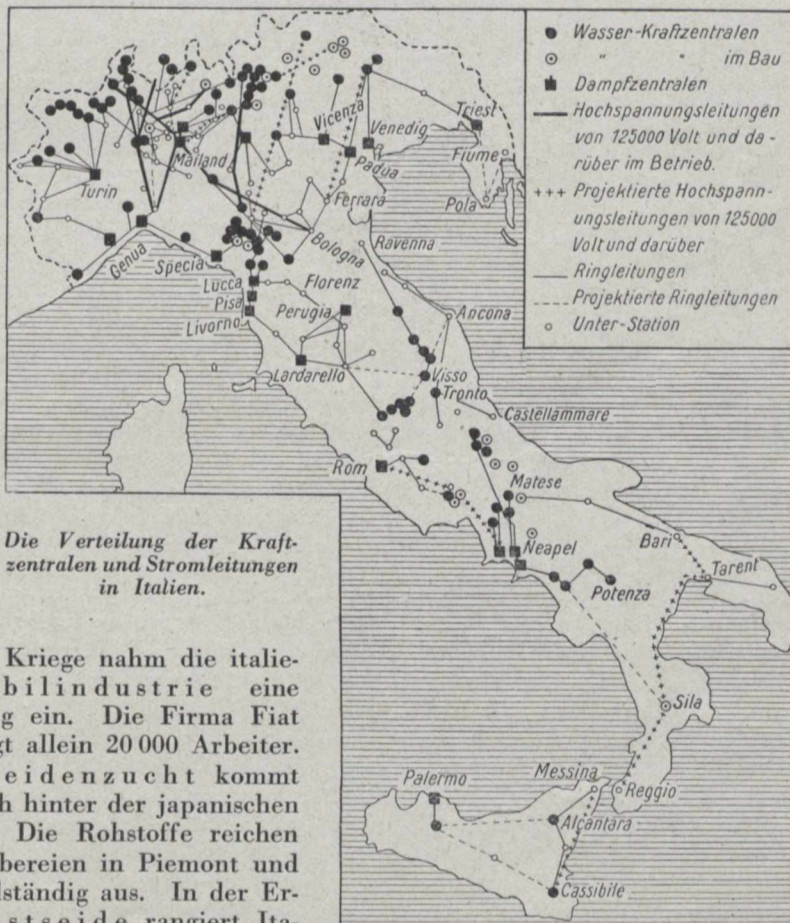 Wasser-Kraftzentralen
" " im Bau
Dampfzentralen
Hochspannungsleitungen
von 125000 Volt und da-
rüber im Betrieb.
Projektierte Hochspann-
ungsleitungen von 125000
Volt und darüber
Ringleitungen
Projektierte Ringleitungen
Unter-Station
Vicenza
Triest
Venedig
Fiume
Mailand
Padua
Turin
Pola
Ferrara
Genua
Bologna
Ravenna
Specia
Lucca
Florenz
Pisa
Perugia
Ancona
Livorno
Lardarello
Visso
Tronto
Castellammare
Rom
Matese
Neapel
Bari
Tarent
Potenza
Sila
Messina
Reggio
Palermo
Alcantara
Cassibile
Die Verteilung der Kraft-
zentralen und Stromleitungen
in Italien.
Kriege nahm die italie-
bilindustrie eine
g ein. Die Firma Fiat
gt allein 20 000 Arbeiter.
eidenzucht kommt
h hinter der japanischen
Die Rohstoffe reichen
bereien in Piemont und
lständig aus. In der Er-
stseide rangiert Ita-